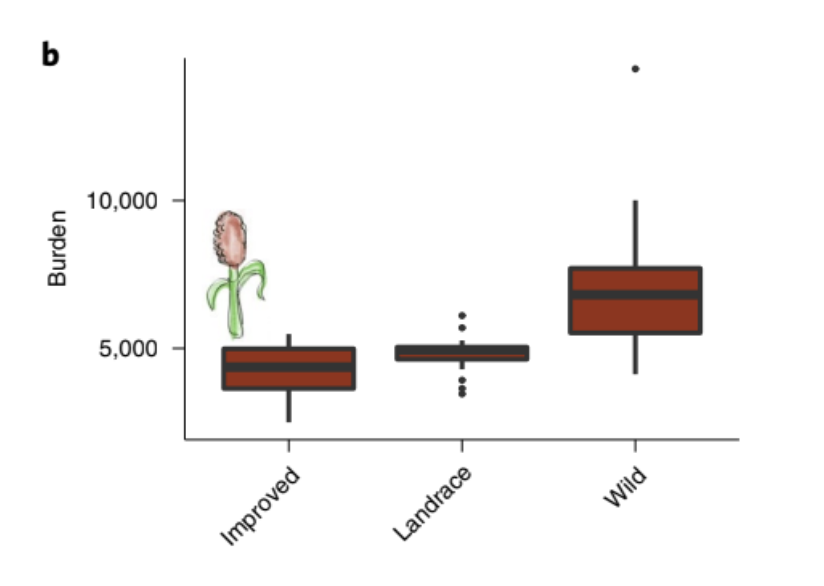 b
10,000
Burden
5,000
Improved
Landrace
Wild